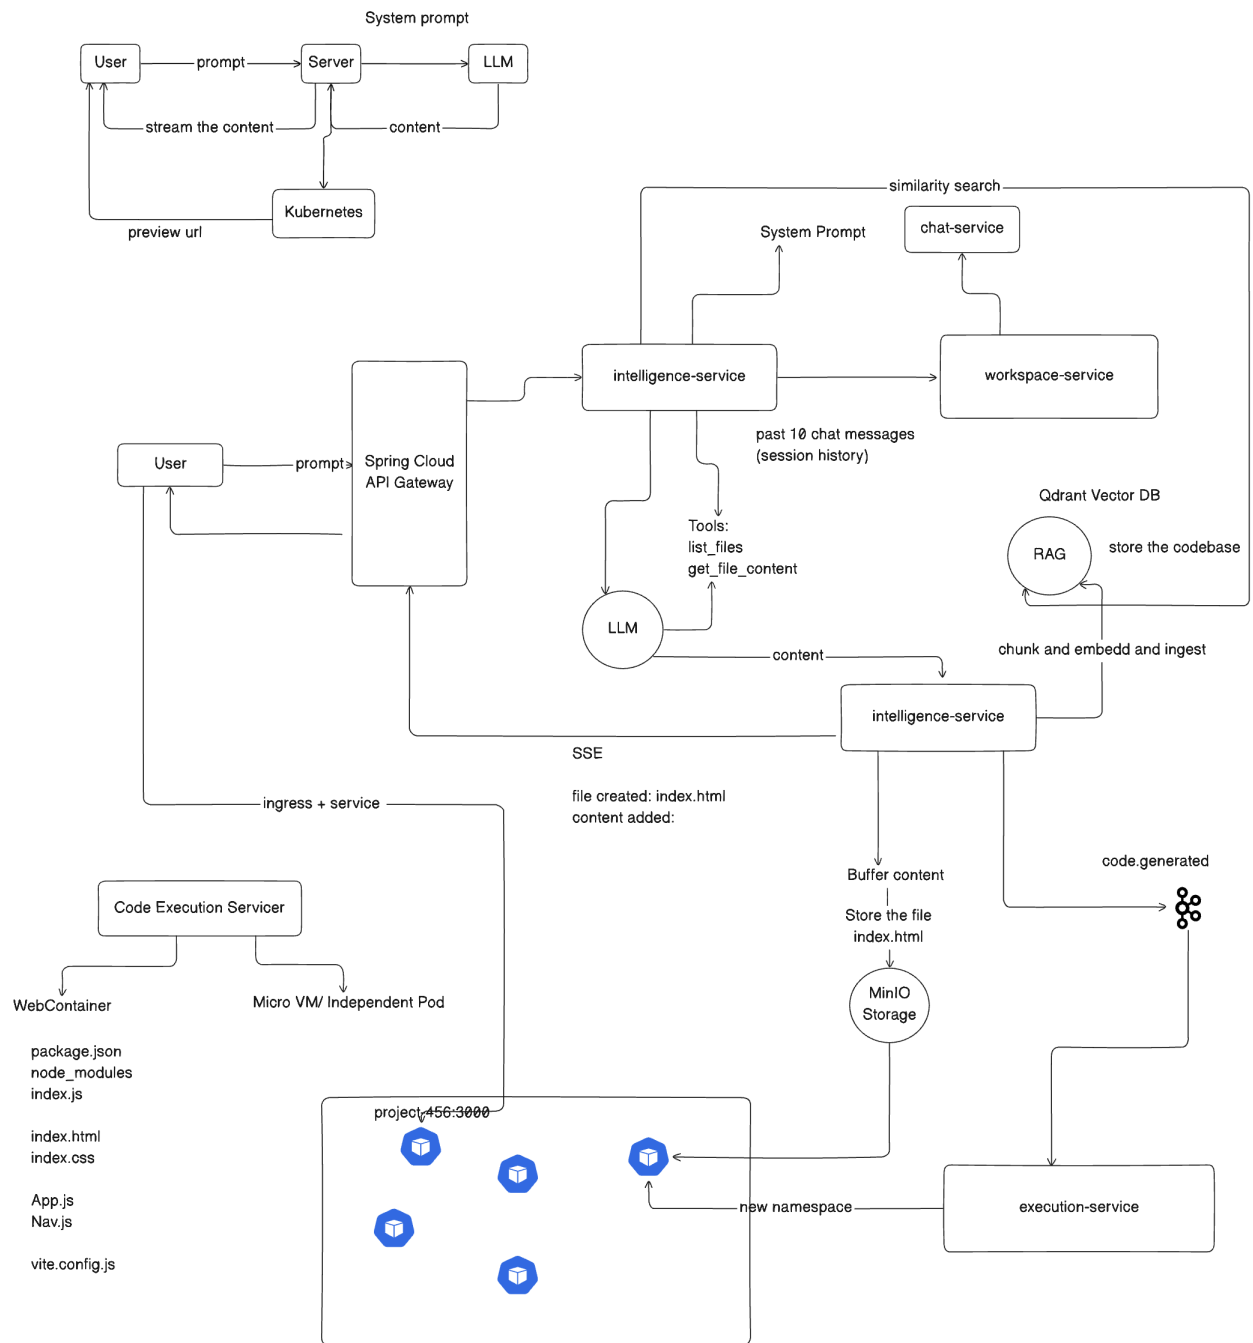 System prompt
User
prompt
Server
LLM
stream the content
content
Kubernetes
preview url
similarity search
System Prompt
chat-service
intelligence-service
workspace-service
past 10 chat messages
(session history)
User
prompt
Spring Cloud
API Gateway
Qdrant Vector DB
RAG
store the codebase
Tools:
list_files
get_file_content
LLM
content
chunk and embedd and ingest
intelligence-service
SSE
file created: index.html
content added:
ingress + service
Buffer content
Store the file
index.html
code.generated
Code Execution Servicer
WebContainer
Micro VM/ Independent Pod
MinIO
Storage
package.json
node_modules
index.js
index.html
index.css
App.js
Nav.js
vite.config.js
project-456:3000
new namespace
execution-service